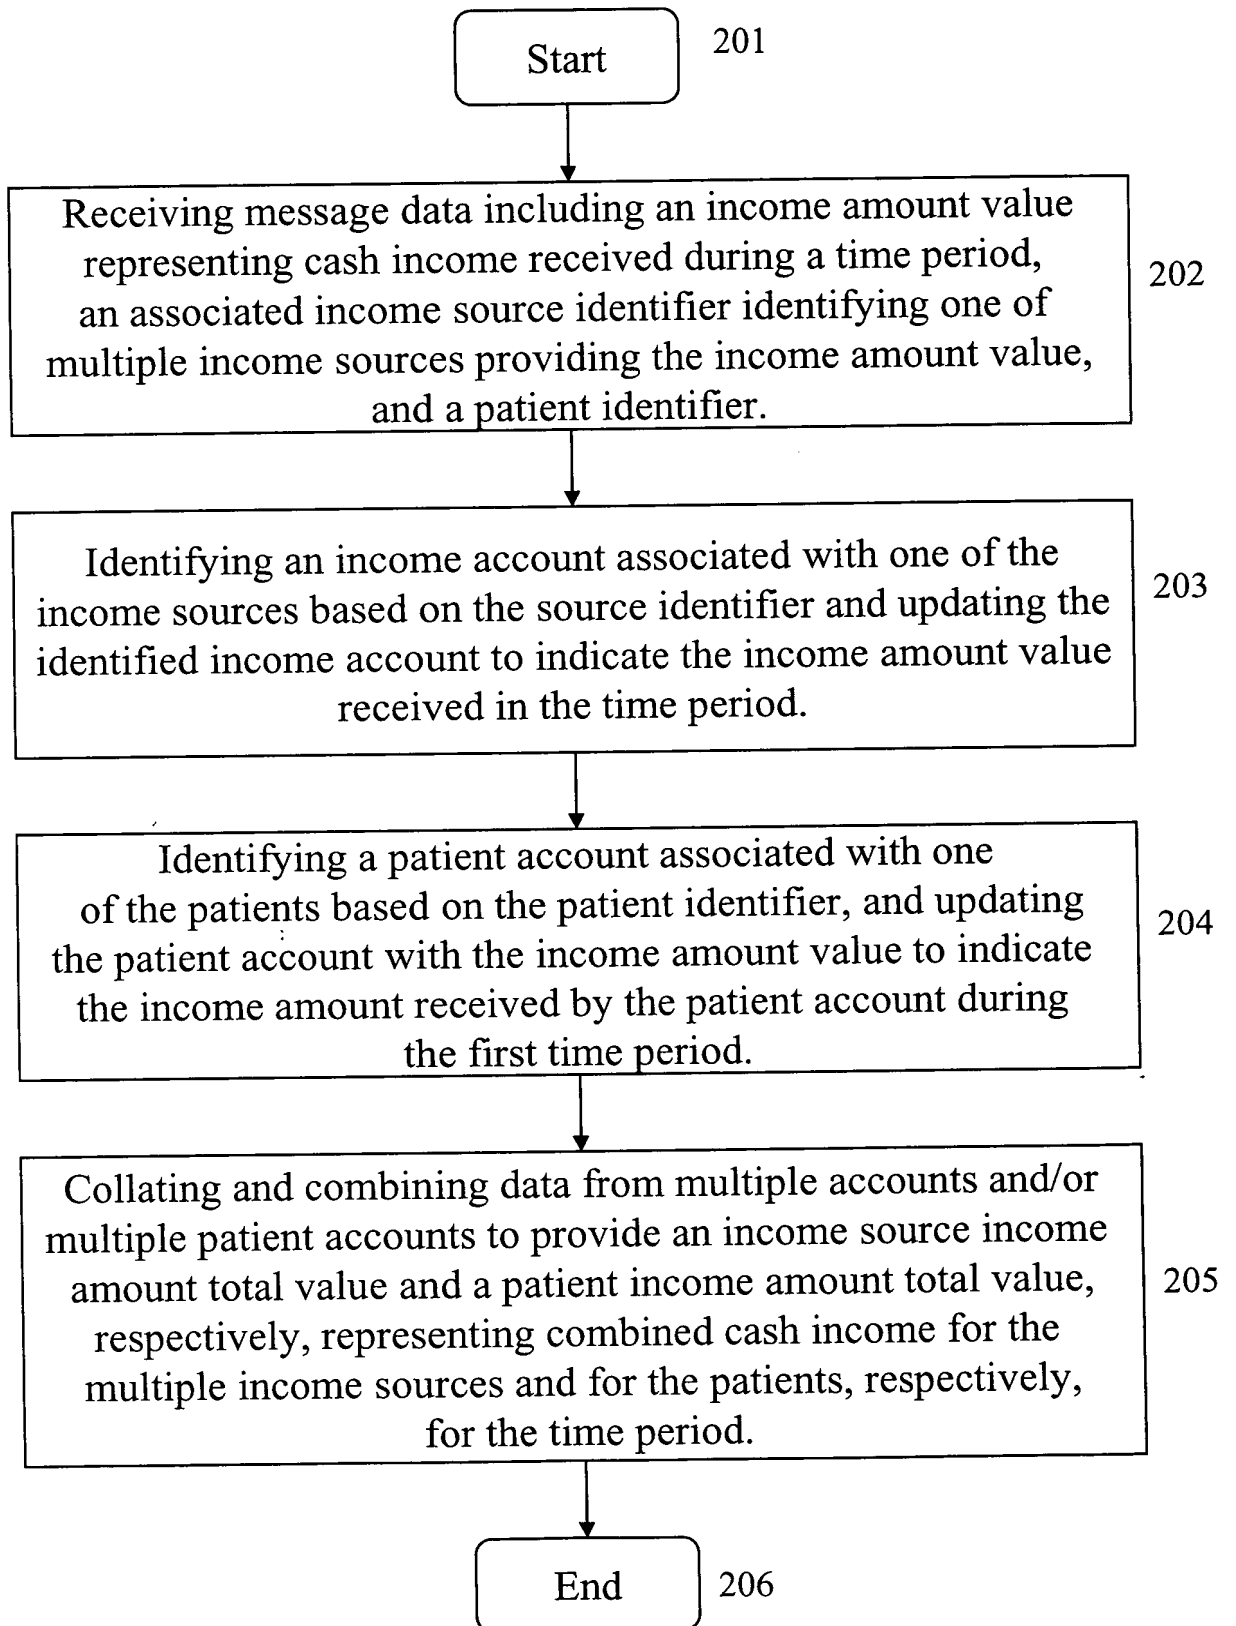 Start
201
Receiving message data including an income amount value
representing cash income received during a time period,
an associated income source identifier identifying one of
multiple income sources providing the income amount value,
and a patient identifier.
202
Identifying an income account associated with one of the
income sources based on the source identifier and updating the
identified income account to indicate the income amount value
received in the time period.
203
Identifying a patient account associated with one
of the patients based on the patient identifier, and updating
the patient account with the income amount value to indicate
the income amount received by the patient account during
the first time period.
204
Collating and combining data from multiple accounts and/or
multiple patient accounts to provide an income source income
amount total value and a patient income amount total value,
respectively, representing combined cash income for the
multiple income sources and for the patients, respectively,
for the time period.
205
End
206